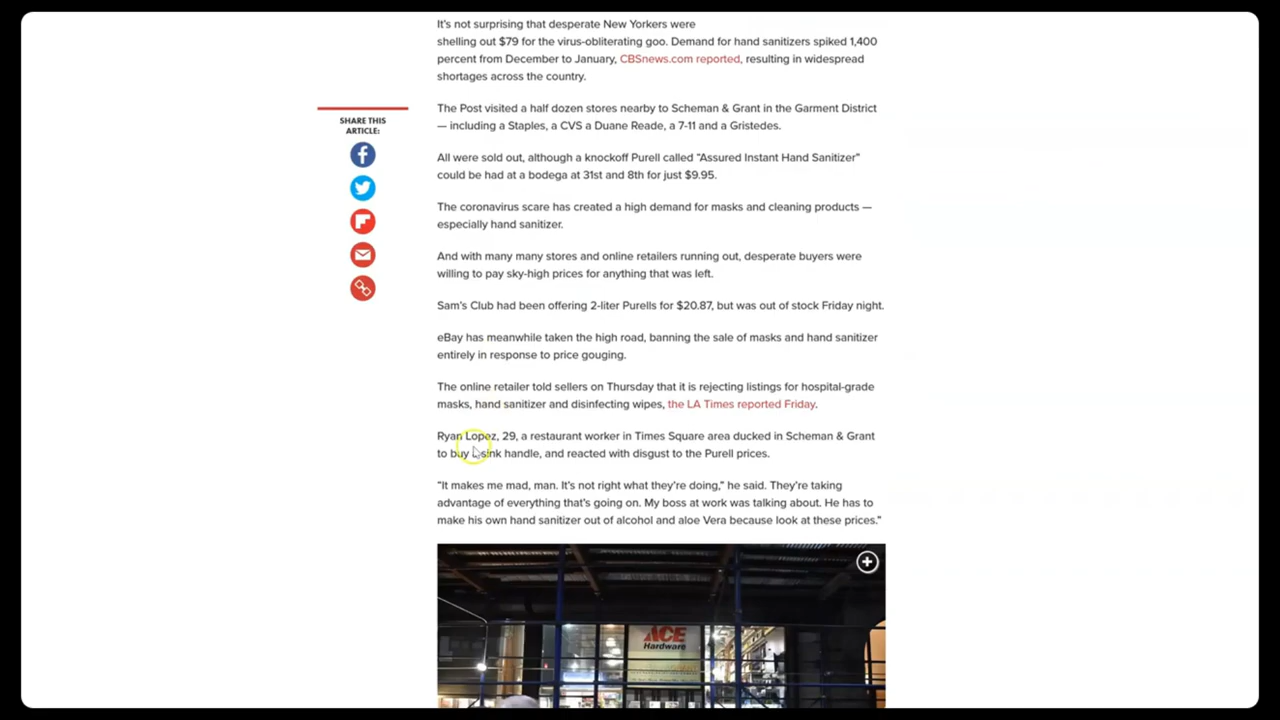 It's not surprising that desperate New Yorkers were
shelling out $79 for the virus-obliterating goo. Demand for hand sanitizers spiked 1,400
percent from December to January, CBSnews.com reported, resulting in widespread
shortages across the country.
SHARE THIS
ARTICLE:
The Post visited a half dozen stores nearby to Scheman & Grant in the Garment District
— including a Staples, a CVS a Duane Reade, a 7-11 and a Gristedes.
All were sold out, although a knockoff Purell called "Assured Instant Hand Sanitizer"
could be had at a bodega at 31st and 8th for just $9.95.
The coronavirus scare has created a high demand for masks and cleaning products —
especially hand sanitizer.
And with many many stores and online retailers running out, desperate buyers were
willing to pay sky-high prices for anything that was left.
Sam's Club had been offering 2-liter Purells for $20.87, but was out of stock Friday night.
eBay has meanwhile taken the high road, banning the sale of masks and hand sanitizer
entirely in response to price gouging.
The online retailer told sellers on Thursday that it is rejecting listings for hospital-grade
masks, hand sanitizer and disinfecting wipes, the LA Times reported Friday.
Ryan Lopez, 29, a restaurant worker in Times Square area ducked in Scheman & Grant
to buy a sink handle, and reacted with disgust to the Purell prices.
"It makes me mad, man. It's not right what they're doing," he said. They're taking
advantage of everything that's going on. My boss at work was talking about. He has to
make his own hand sanitizer out of alcohol and aloe Vera because look at these prices."
ACE
Hardware